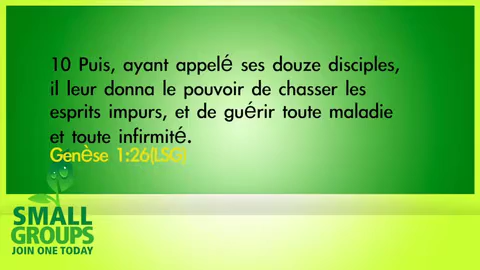 10 Puis, ayant appelé ses douze disciples,
il leur donna le pouvoir de chasser les
esprits impurs, et de guérir toute maladie
et toute infirmité.
Genèse 1:26(LSG)
SMALL
GROUPS
JOIN ONE TODAY